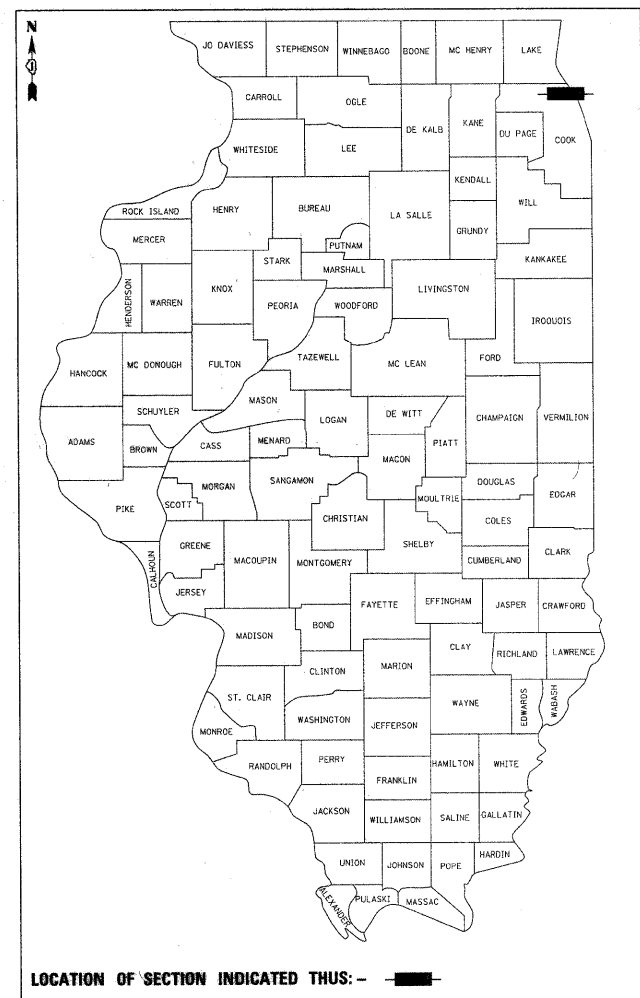 N
JO DAVIESS STEPHENSON WINNEBAGO BOONE MC HENRY LAKE
CARROLL OGLE DE KALB KANE DU PAGE COOK
WHITESIDE LEE
KENDALL WILL
ROCK ISLAND HENRY BUREAU LA SALLE GRUNDY
MERCER PUTNAM
STARK MARSHALL KANKAKEE
HENDERSON WARREN KNOX PEORIA WOODFORD LIVINGSTON IROQUOIS
HANCOCK MC DONOUGH FULTON TAZEWELL MC LEAN FORD
SCHUYLER MASON LOGAN DE WITT CHAMPAIGN VERMILION
ADAMS BROWN CASS MENARD PIATT
MACON
PIKE SCOTT MORGAN SANGAMON MOULTRIE DOUGLAS EDGAR
CHRISTIAN COLES
GREENE MACOUPIN MONTGOMERY SHELBY CUMBERLAND CLARK
CALHOUN JERSEY FAYETTE EFFINGHAM JASPER CRAWFORD
MADISON BOND
CLAY RICHLAND LAWRENCE
CLINTON MARION
ST. CLAIR WAYNE EDWARDS WABASH
MONROE WASHINGTON JEFFERSON
RANDOLPH PERRY HAMILTON WHITE
FRANKLIN
JACKSON WILLIAMSON SALINE GALLATIN
UNION JOHNSON POPE HARDIN
ALEXANDER PULASKI MASSAC
LOCATION OF SECTION INDICATED THUS: -